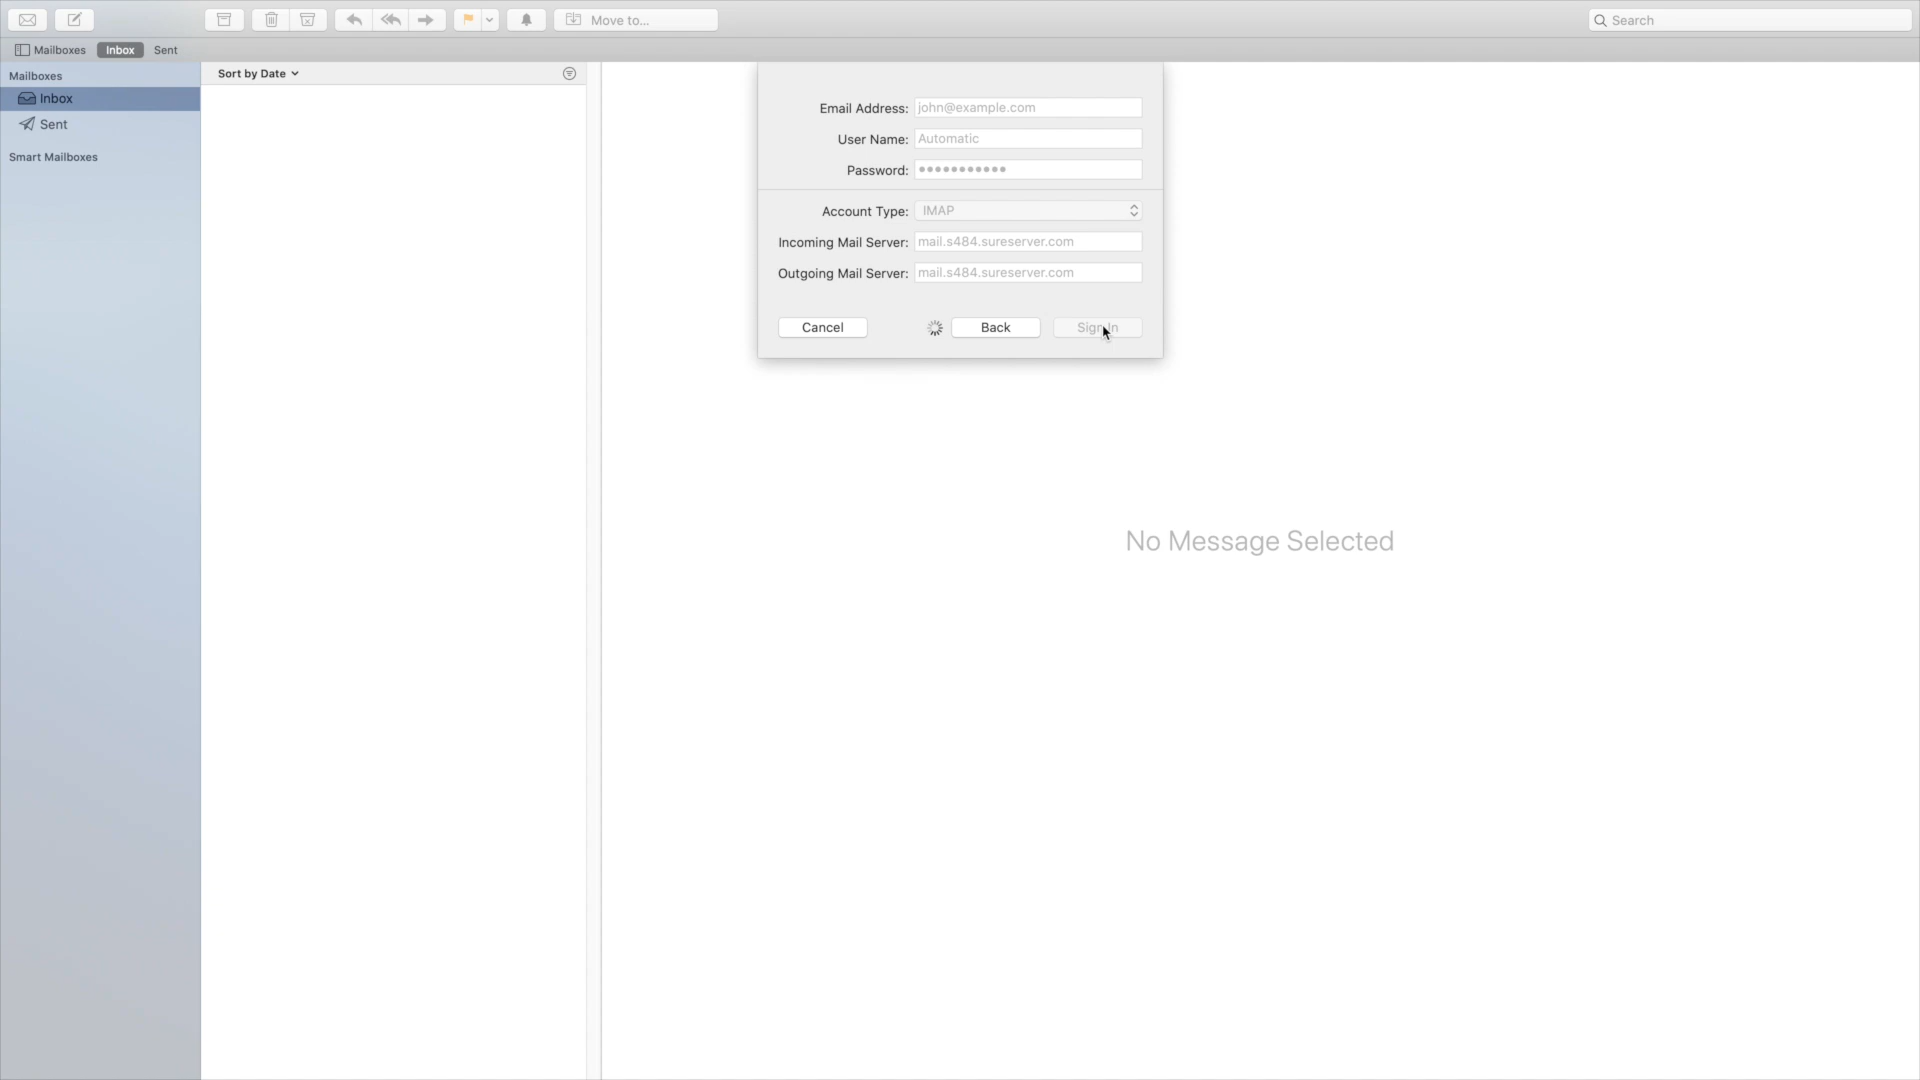 Move to...
Search
Mailboxes
Inbox
Sent
Mailboxes
Inbox
Sent
Smart Mailboxes
Sort by Date
Email Address: john@example.com
User Name: Automatic
Password: ●●●●●●●●●●●
Account Type: IMAP
Incoming Mail Server: mail.s484.sureserver.com
Outgoing Mail Server: mail.s484.sureserver.com
Cancel
Back
Sign In
No Message Selected